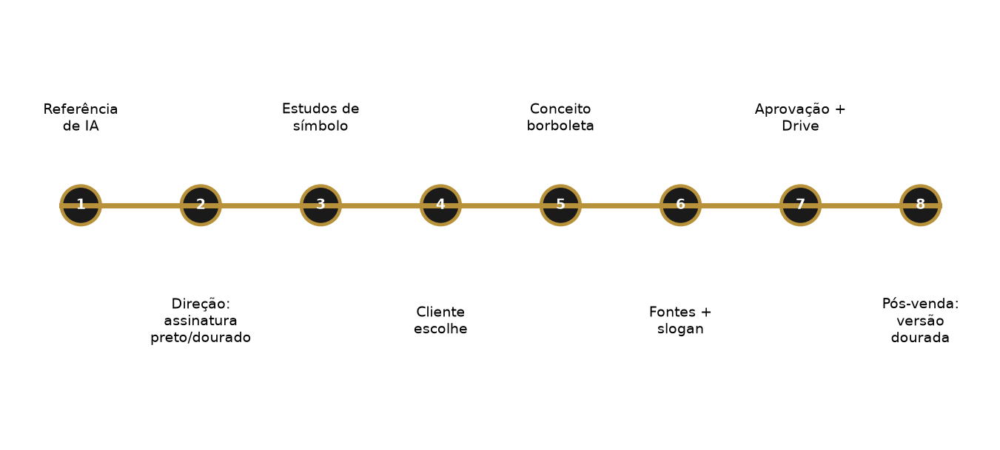 Referência
de IA
Estudos de
símbolo
Conceito
borboleta
Aprovação +
Drive
1
2
3
4
5
6
7
8
Direção:
assinatura
preto/dourado
Cliente
escolhe
Fontes +
slogan
Pós-venda:
versão
dourada